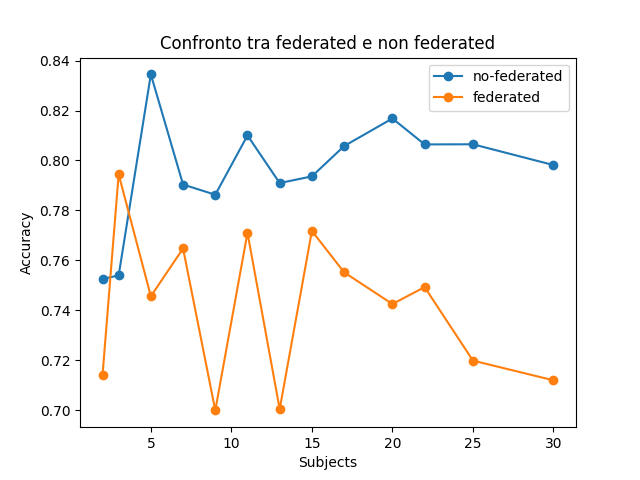 Confronto tra federated e non federated
no-federated
federated
0.84
0.82
0.80
0.78
0.76
0.74
0.72
0.70
Accuracy
5
10
15
20
25
30
Subjects